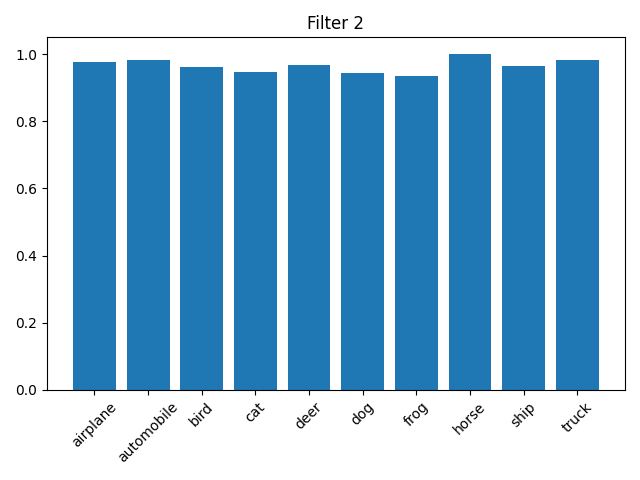 Filter 2
1.0
0.8
0.6
0.4
0.2
0.0
airplane
automobile
bird
cat
deer
dog
frog
horse
ship
truck